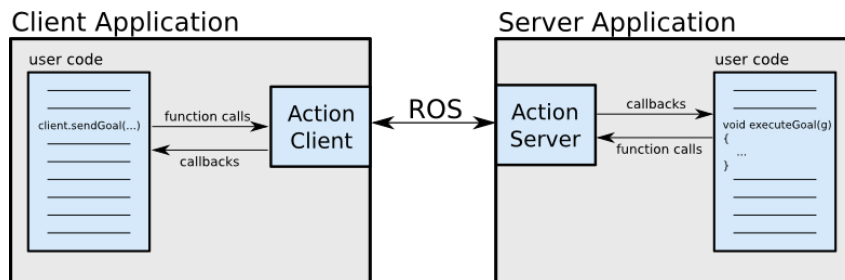 Client Application
user code
client.sendGoal(...)
function calls
callbacks
Action
Client
ROS
Server Application
Action
Server
callbacks
function calls
user code
void executeGoal(g)
{
...
}